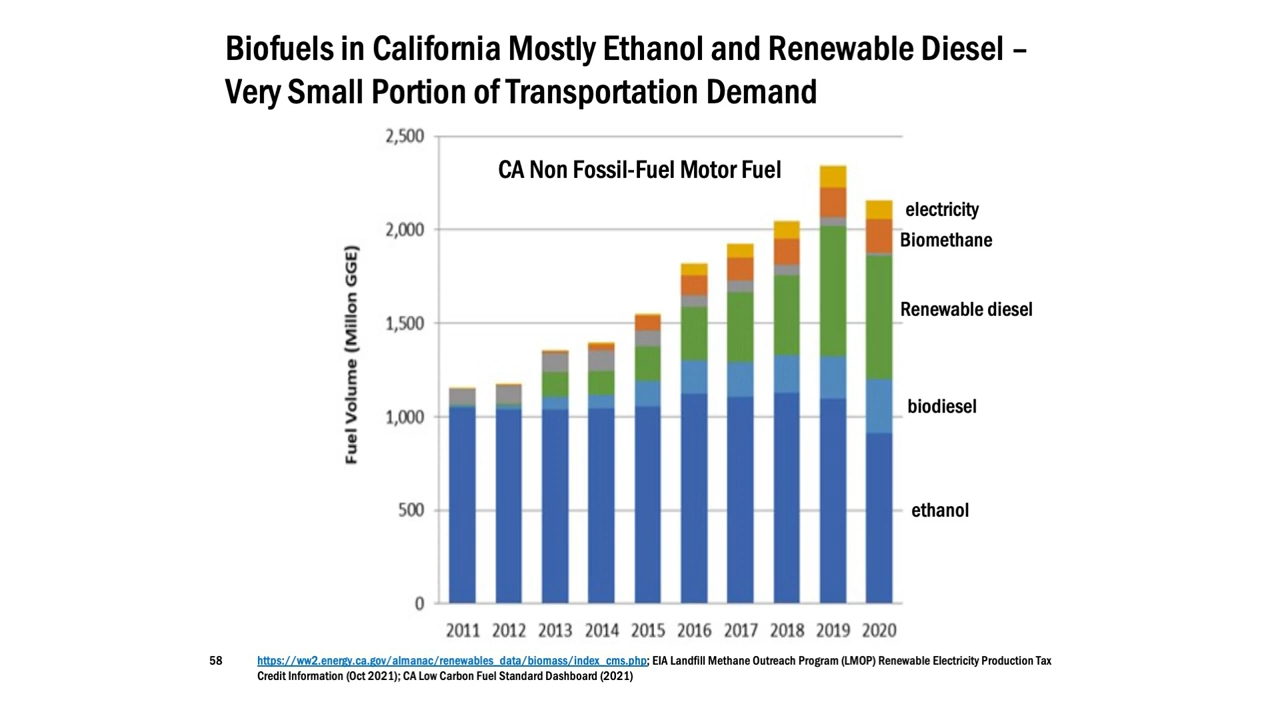 Biofuels in California Mostly Ethanol and Renewable Diesel –
Very Small Portion of Transportation Demand
CA Non Fossil-Fuel Motor Fuel
Fuel Volume (Millon GGE)
2,500
2,000
1,500
1,000
500
0
electricity
Biomethane
Renewable diesel
biodiesel
ethanol
2011 2012 2013 2014 2015 2016 2017 2018 2019 2020
58
https://ww2.energy.ca.gov/almanac/renewables_data/biomass/index_cms.php; EIA Landfill Methane Outreach Program (LMOP) Renewable Electricity Production Tax
Credit Information (Oct 2021); CA Low Carbon Fuel Standard Dashboard (2021)